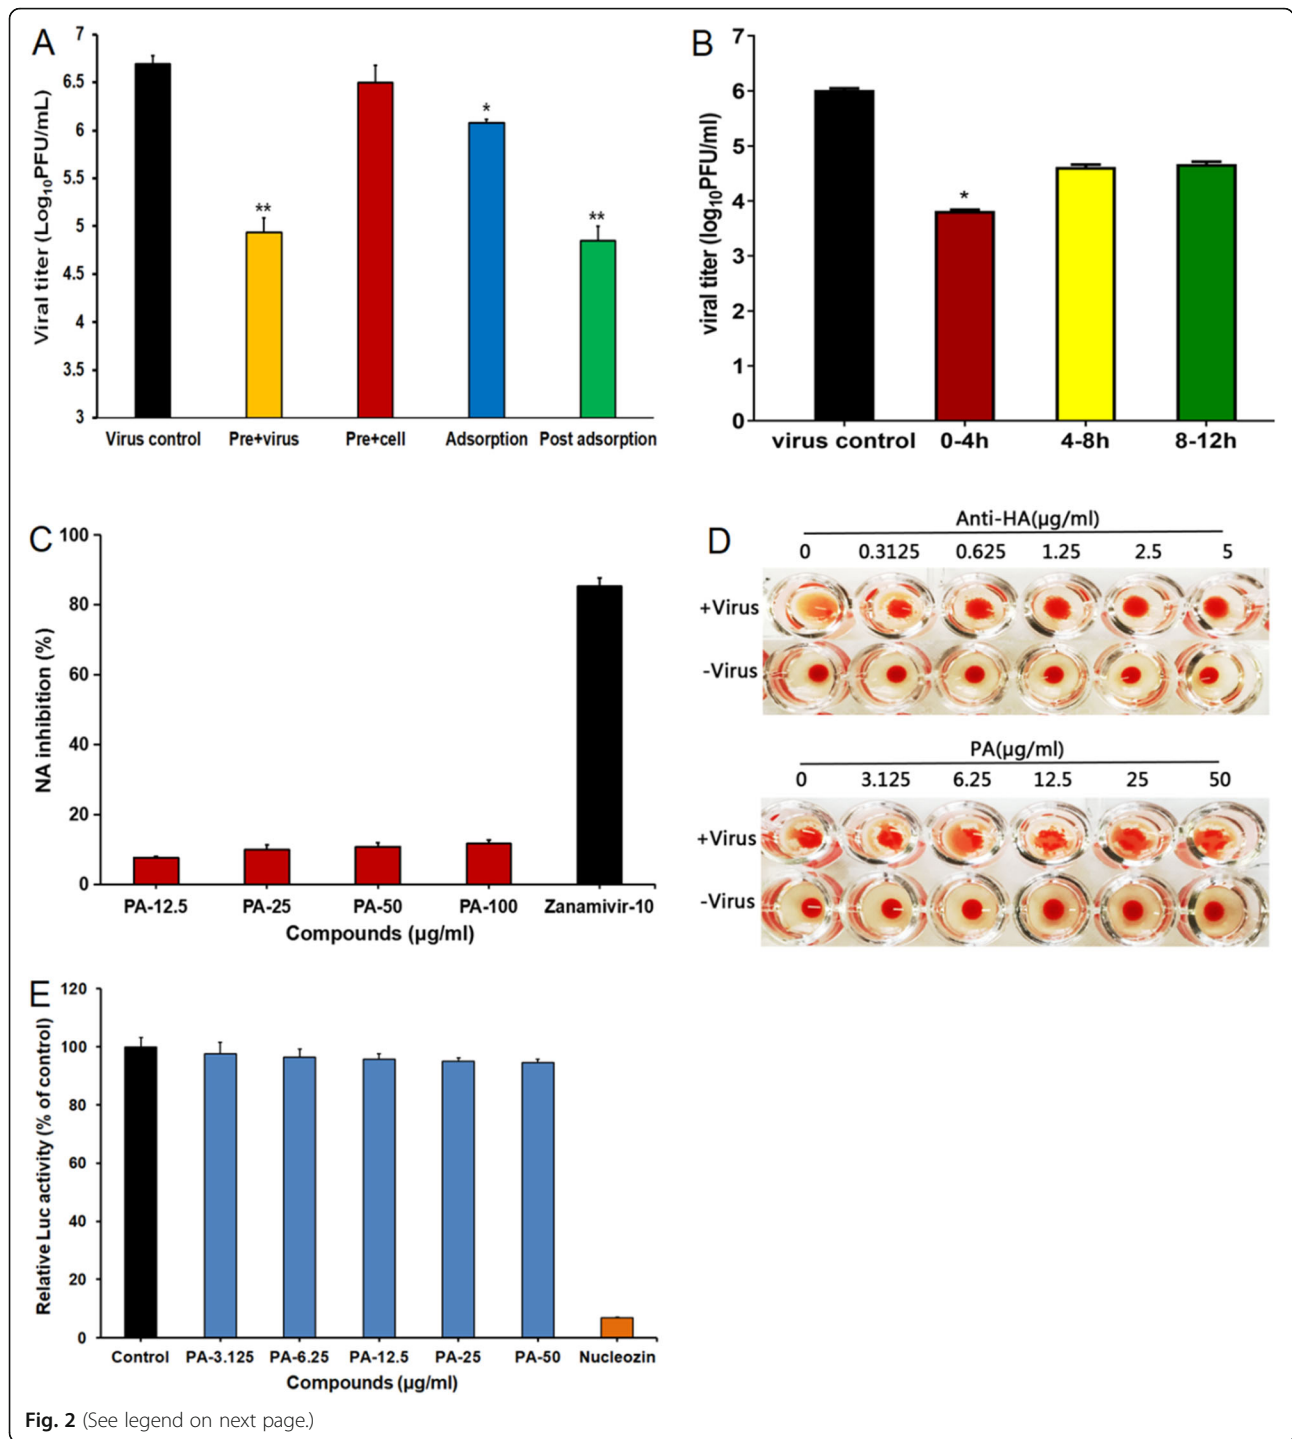 A
7
6.5
6
5.5
5
4.5
4
3.5
3
Viral titer (Log10PFU/mL)
**
*
**
Virus control Pre+virus Pre+cell Adsorption Post adsorption
B
7
6
5
4
3
2
1
0
viral titer (log10PFU/ml)
*
virus control 0-4h 4-8h 8-12h
C
100
80
60
40
20
0
NA inhibition (%)
PA-12.5 PA-25 PA-50 PA-100 Zanamivir-10
Compounds (µg/ml)
D
Anti-HA(µg/ml)
0 0.3125 0.625 1.25 2.5 5
+Virus
-Virus
PA(µg/ml)
0 3.125 6.25 12.5 25 50
+Virus
-Virus
E
120
100
80
60
40
20
0
Relative Luc activity (% of control)
Control PA-3.125 PA-6.25 PA-12.5 PA-25 PA-50 Nucleozin
Compounds (µg/ml)
Fig. 2 (See legend on next page.)